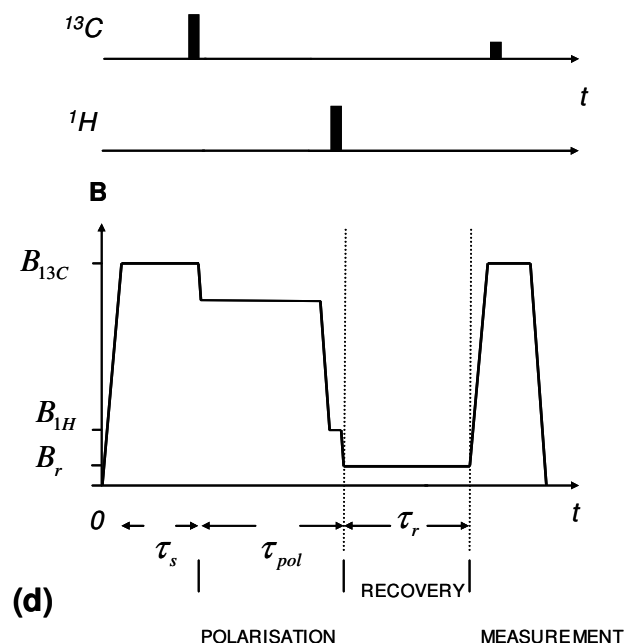 13C
t
1H
B
B13C
B1H
Br
0
t
τs
τpol
τr
RECOVERY
(d)
POLARISATION
MEASUREMENT